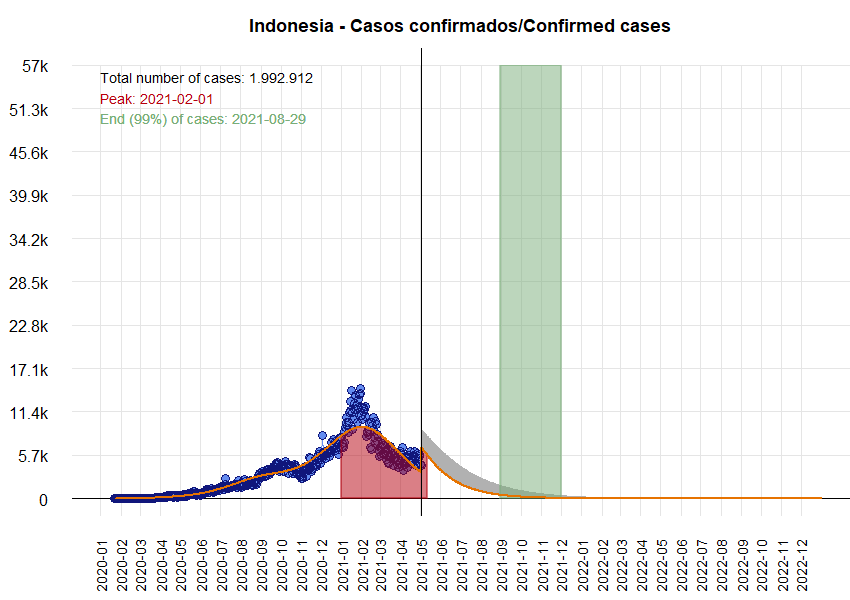 Indonesia - Casos confirmados/Confirmed cases
57k
Total number of cases: 1.992.912
Peak: 2021-02-01
End (99%) of cases: 2021-08-29
51.3k
45.6k
39.9k
34.2k
28.5k
22.8k
17.1k
11.4k
5.7k
0
2020-01
2020-02
2020-03
2020-04
2020-05
2020-06
2020-07
2020-08
2020-09
2020-10
2020-11
2020-12
2021-01
2021-02
2021-03
2021-04
2021-05
2021-06
2021-07
2021-08
2021-09
2021-10
2021-11
2021-12
2022-01
2022-02
2022-03
2022-04
2022-05
2022-06
2022-07
2022-08
2022-09
2022-10
2022-11
2022-12